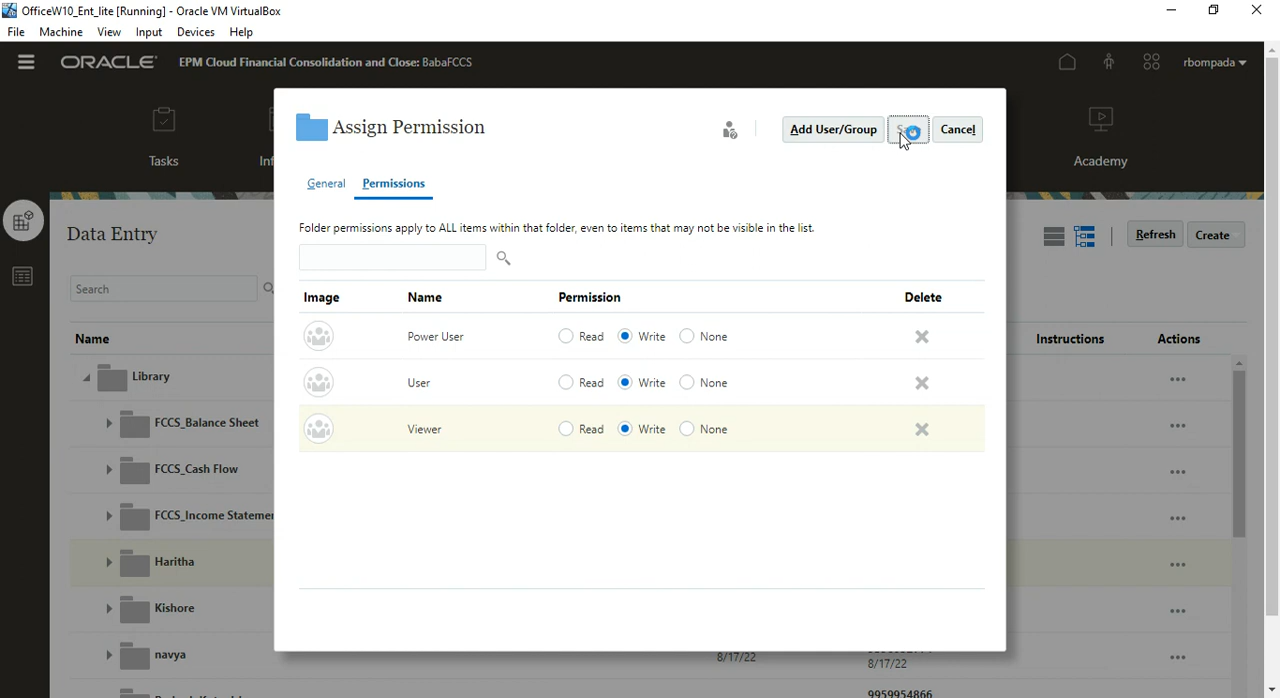 OfficeW10_Ent_lite [Running] - Oracle VM VirtualBox
File Machine View Input Devices Help
ORACLE EPM Cloud Financial Consolidation and Close: BabaFCCS rbompada
Assign Permission Add User/Group Cancel
Tasks Academy
General Permissions
Folder permissions apply to ALL items within that folder, even to items that may not be visible in the list.
Data Entry Refresh Create
Search
Image Name Permission Delete
Power User Read Write None
User Read Write None
Viewer Read Write None
Name Instructions Actions
Library
FCCS_Balance Sheet
FCCS_Cash Flow
FCCS_Income Statemen
Haritha
Kishore
navya
8/17/22 8/17/22
9959954866